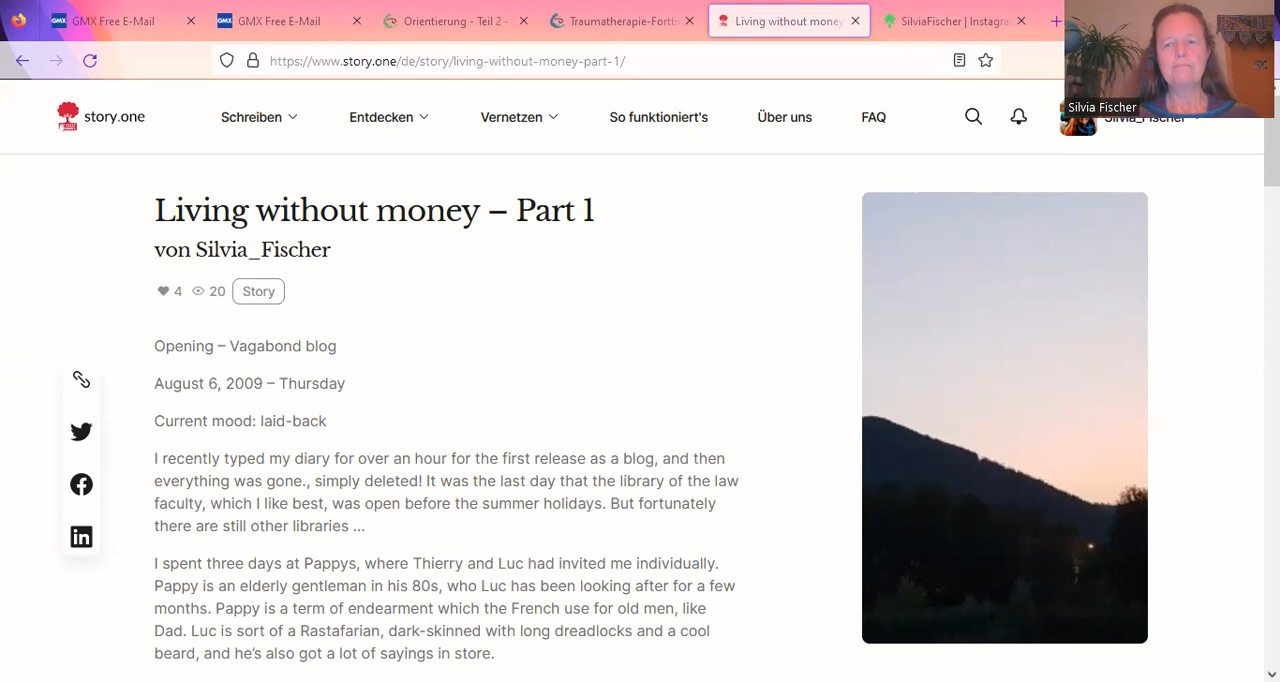 GMX Free E-Mail
GMX Free E-Mail
Orientierung - Teil 2 -
Traumatherapie-Fortb
Living without money
SilviaFischer | Instagra
https://www.story.one/de/story/living-without-money-part-1/
Silvia Fischer
story.one
Schreiben
Entdecken
Vernetzen
So funktioniert's
Über uns
FAQ
Silvia_Fischer
Living without money – Part 1
von Silvia_Fischer
4 20 Story
Opening – Vagabond blog
August 6, 2009 – Thursday
Current mood: laid-back
I recently typed my diary for over an hour for the first release as a blog, and then
everything was gone., simply deleted! It was the last day that the library of the law
faculty, which I like best, was open before the summer holidays. But fortunately
there are still other libraries ...
I spent three days at Pappys, where Thierry and Luc had invited me individually.
Pappy is an elderly gentleman in his 80s, who Luc has been looking after for a few
months. Pappy is a term of endearment which the French use for old men, like
Dad. Luc is sort of a Rastafarian, dark-skinned with long dreadlocks and a cool
beard, and he's also got a lot of sayings in store.